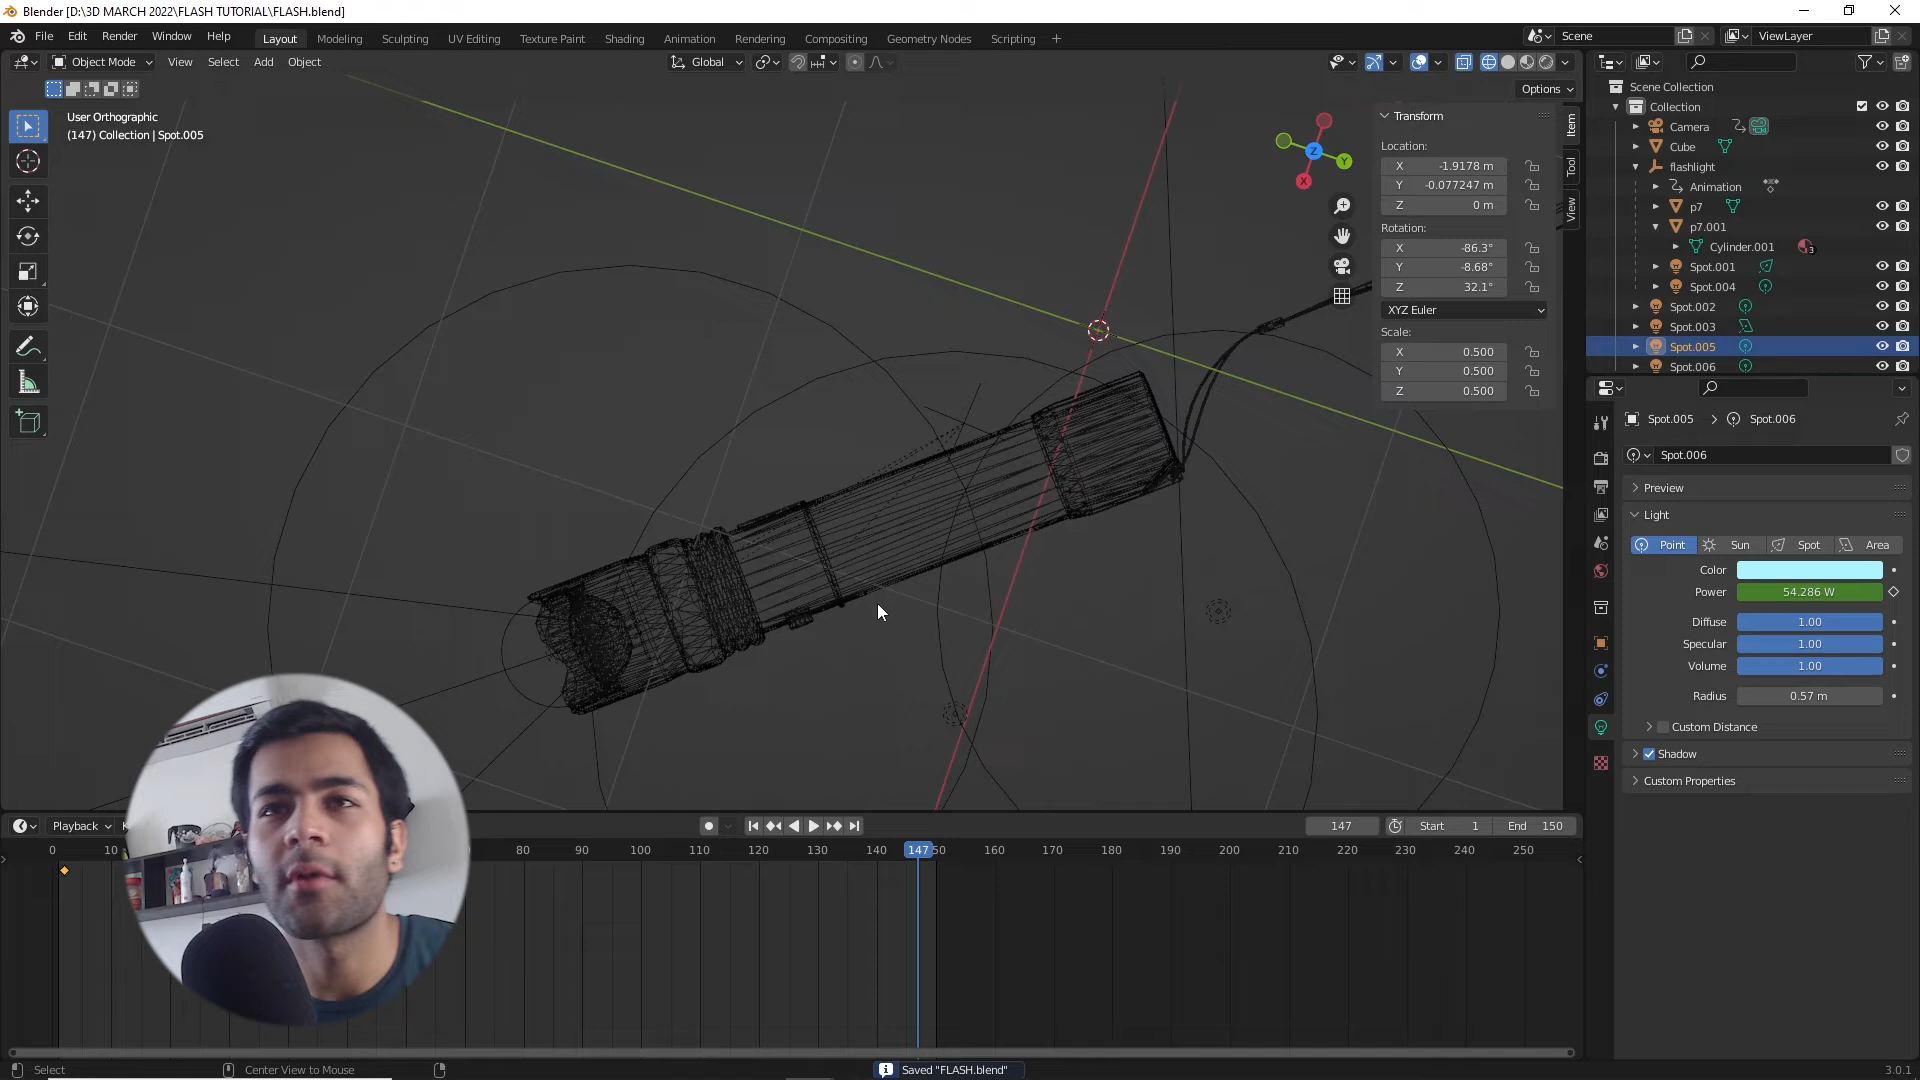 Blender [D:\3D MARCH 2022\FLASH TUTORIAL\FLASH.blend]
File Edit Render Window Help Layout Modeling Sculpting UV Editing Texture Paint Shading Animation Rendering Compositing Geometry Nodes Scripting + Scene ViewLayer
Object Mode View Select Add Object Global
Options
User Orthographic
(147) Collection | Spot.005
Z Y X
Transform
Location:
X -1.9178 m
Y -0.077247 m
Z 0 m
Rotation:
X -86.3°
Y -8.68°
Z 32.1°
XYZ Euler
Scale:
X 0.500
Y 0.500
Z 0.500
Item
Tool
View
Scene Collection
Collection
Camera
Cube
flashlight
Animation
p7
p7.001
Cylinder.001 3
Spot.001
Spot.004
Spot.002
Spot.003
Spot.005
Spot.006
Spot.005 > Spot.006
Spot.006
Preview
Light
Point Sun Spot Area
Color
Power 54.286 W
Diffuse 1.00
Specular 1.00
Volume 1.00
Radius 0.57 m
Custom Distance
Shadow
Custom Properties
Playback 147 Start 1 End 150
0 10 80 90 100 110 120 130 140 147 50 160 170 180 190 200 210 220 230 240 250
Select Center View to Mouse Saved "FLASH.blend" 3.0.1